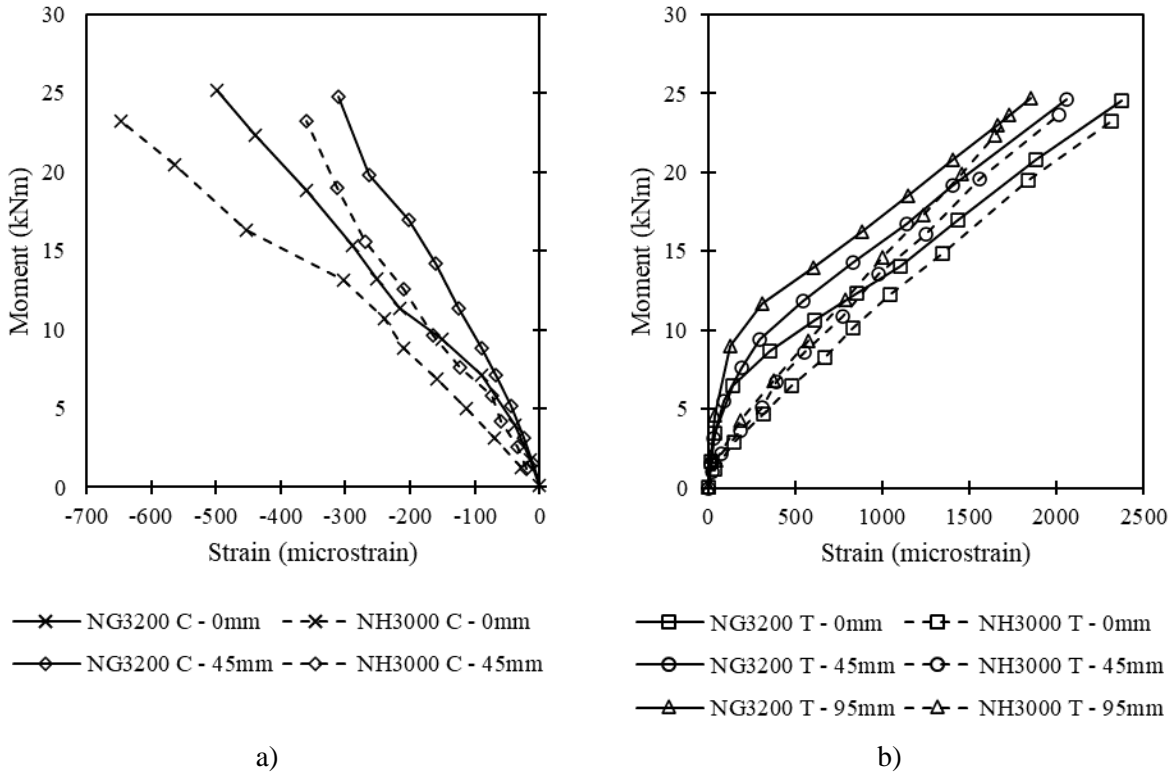 30
25
20
15
10
5
0
Moment (kNm)
-700 -600 -500 -400 -300 -200 -100 0
Strain (microstrain)
NG3200 C - 0mm NH3000 C - 0mm
NG3200 C - 45mm NH3000 C - 45mm
a)
30
25
20
15
10
5
0
Moment (kNm)
0 500 1000 1500 2000 2500
Strain (microstrain)
NG3200 T - 0mm NH3000 T - 0mm
NG3200 T - 45mm NH3000 T - 45mm
NG3200 T - 95mm NH3000 T - 95mm
b)